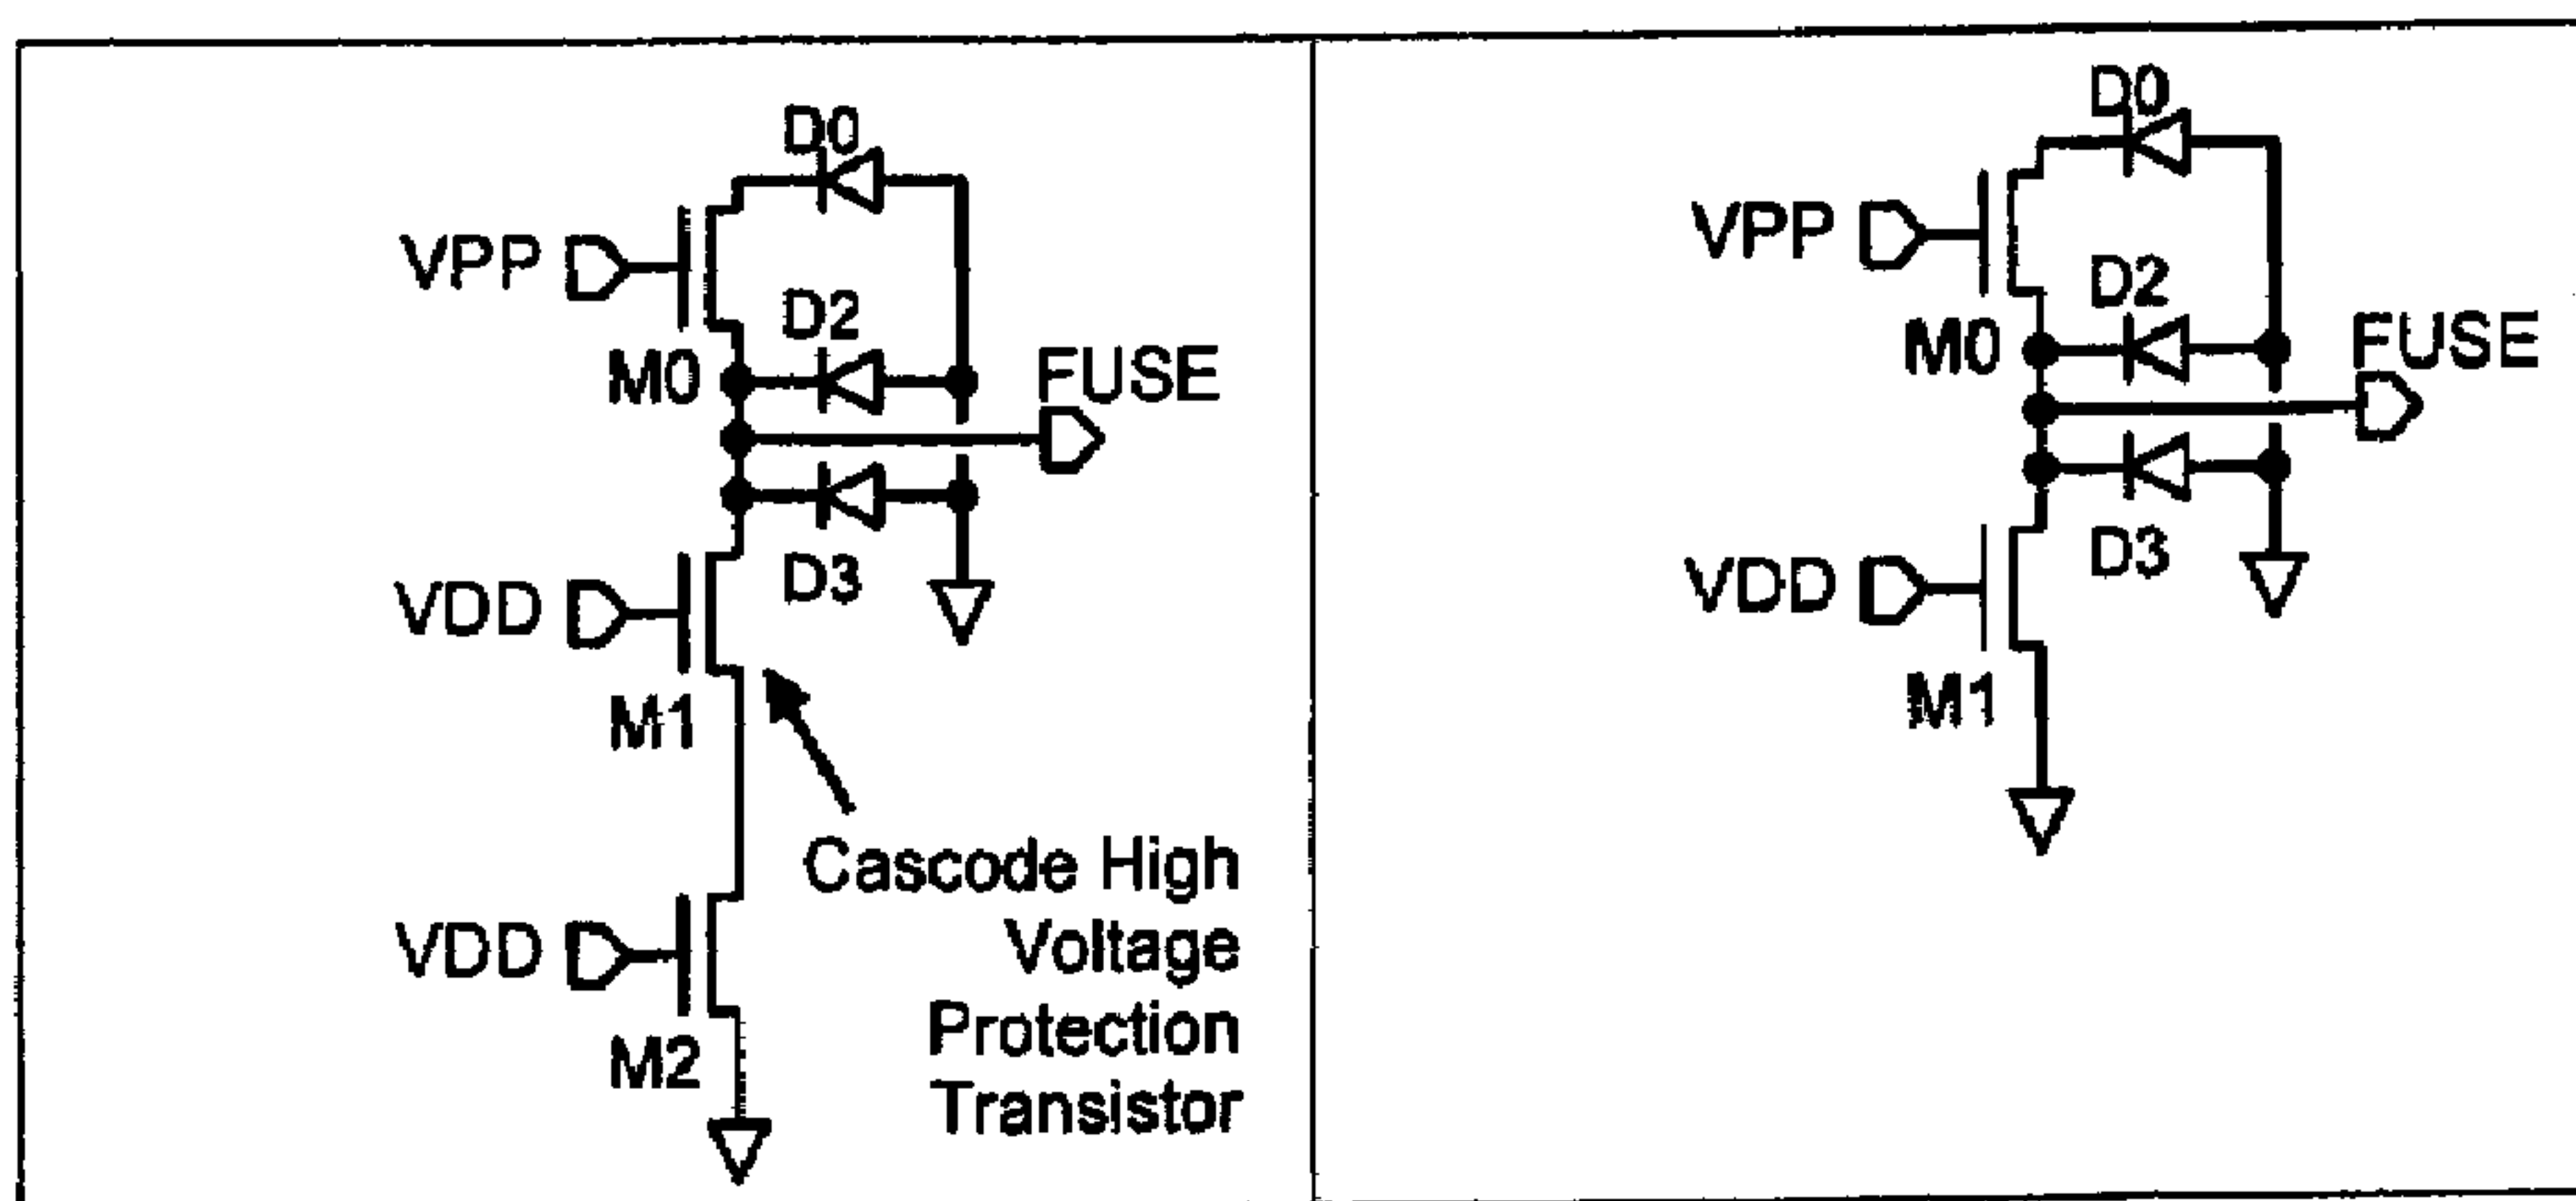 D0
VPP
D2
M0
FUSE
VDD
D3
M1
Cascode High
Voltage
Protection
Transistor
VDD
M2
D0
VPP
D2
M0
FUSE
VDD
D3
M1